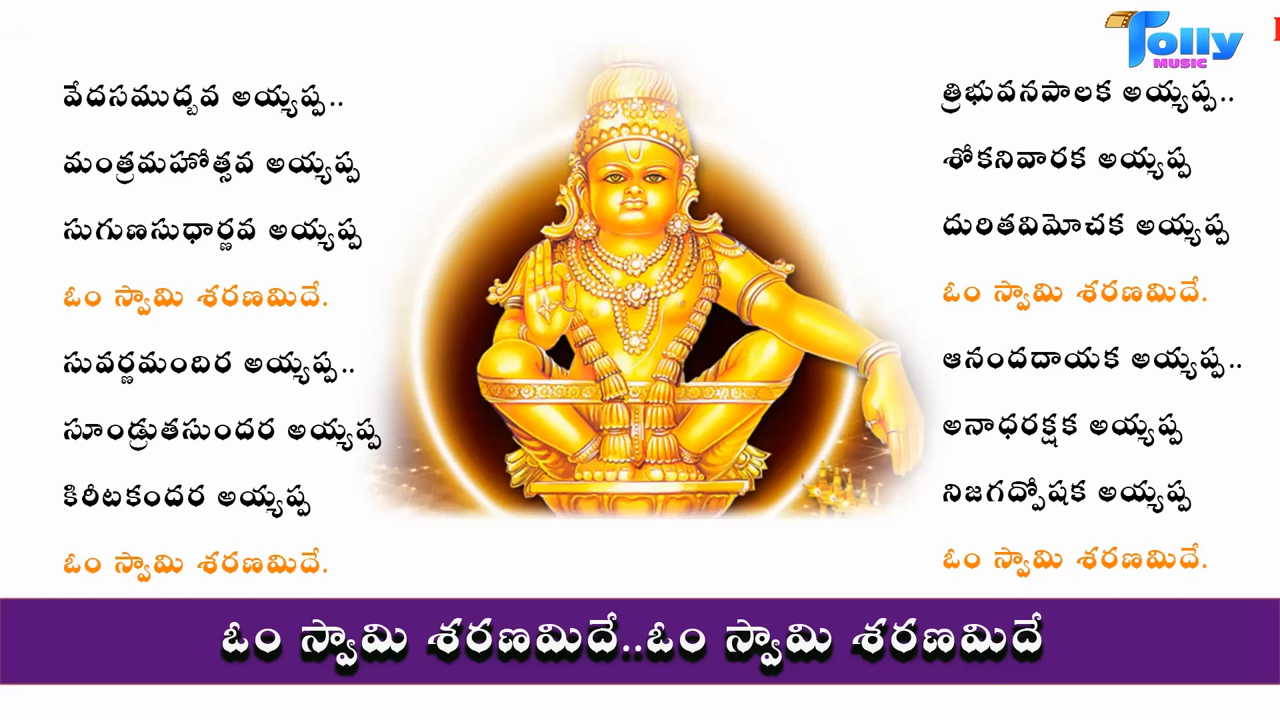 Tolly
MUSIC
వేదసముద్భవ అయ్యప్ప..
మంత్రమహోత్సవ అయ్యప్ప
సుగుణసుధార్ణవ అయ్యప్ప
ఓం స్వామి శరణమిదే.
సువర్ణమందిర అయ్యప్ప..
సూండ్రుతసుందర అయ్యప్ప
కిరీటకందర అయ్యప్ప
ఓం స్వామి శరణమిదే.
త్రిభువనపాలక అయ్యప్ప..
శోకనివారక అయ్యప్ప
దురితవిమోచక అయ్యప్ప
ఓం స్వామి శరణమిదే.
ఆనందదాయక అయ్యప్ప..
అనాధరక్షక అయ్యప్ప
నిజగద్పోషక అయ్యప్ప
ఓం స్వామి శరణమిదే.
ఓం స్వామి శరణమిదే..ఓం స్వామి శరణమిదే